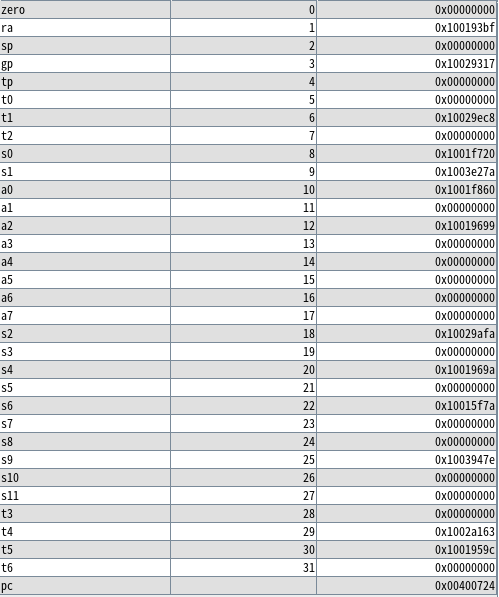 zero 0 0x00000000
ra 1 0x100193bf
sp 2 0x00000000
gp 3 0x10029317
tp 4 0x00000000
t0 5 0x00000000
t1 6 0x10029ec8
t2 7 0x00000000
s0 8 0x1001f720
s1 9 0x1003e27a
a0 10 0x1001f860
a1 11 0x00000000
a2 12 0x10019699
a3 13 0x00000000
a4 14 0x00000000
a5 15 0x00000000
a6 16 0x00000000
a7 17 0x00000000
s2 18 0x10029afa
s3 19 0x00000000
s4 20 0x1001969a
s5 21 0x00000000
s6 22 0x10015f7a
s7 23 0x00000000
s8 24 0x00000000
s9 25 0x1003947e
s10 26 0x00000000
s11 27 0x00000000
t3 28 0x00000000
t4 29 0x1002a163
t5 30 0x1001959c
t6 31 0x00000000
pc 0x00400724